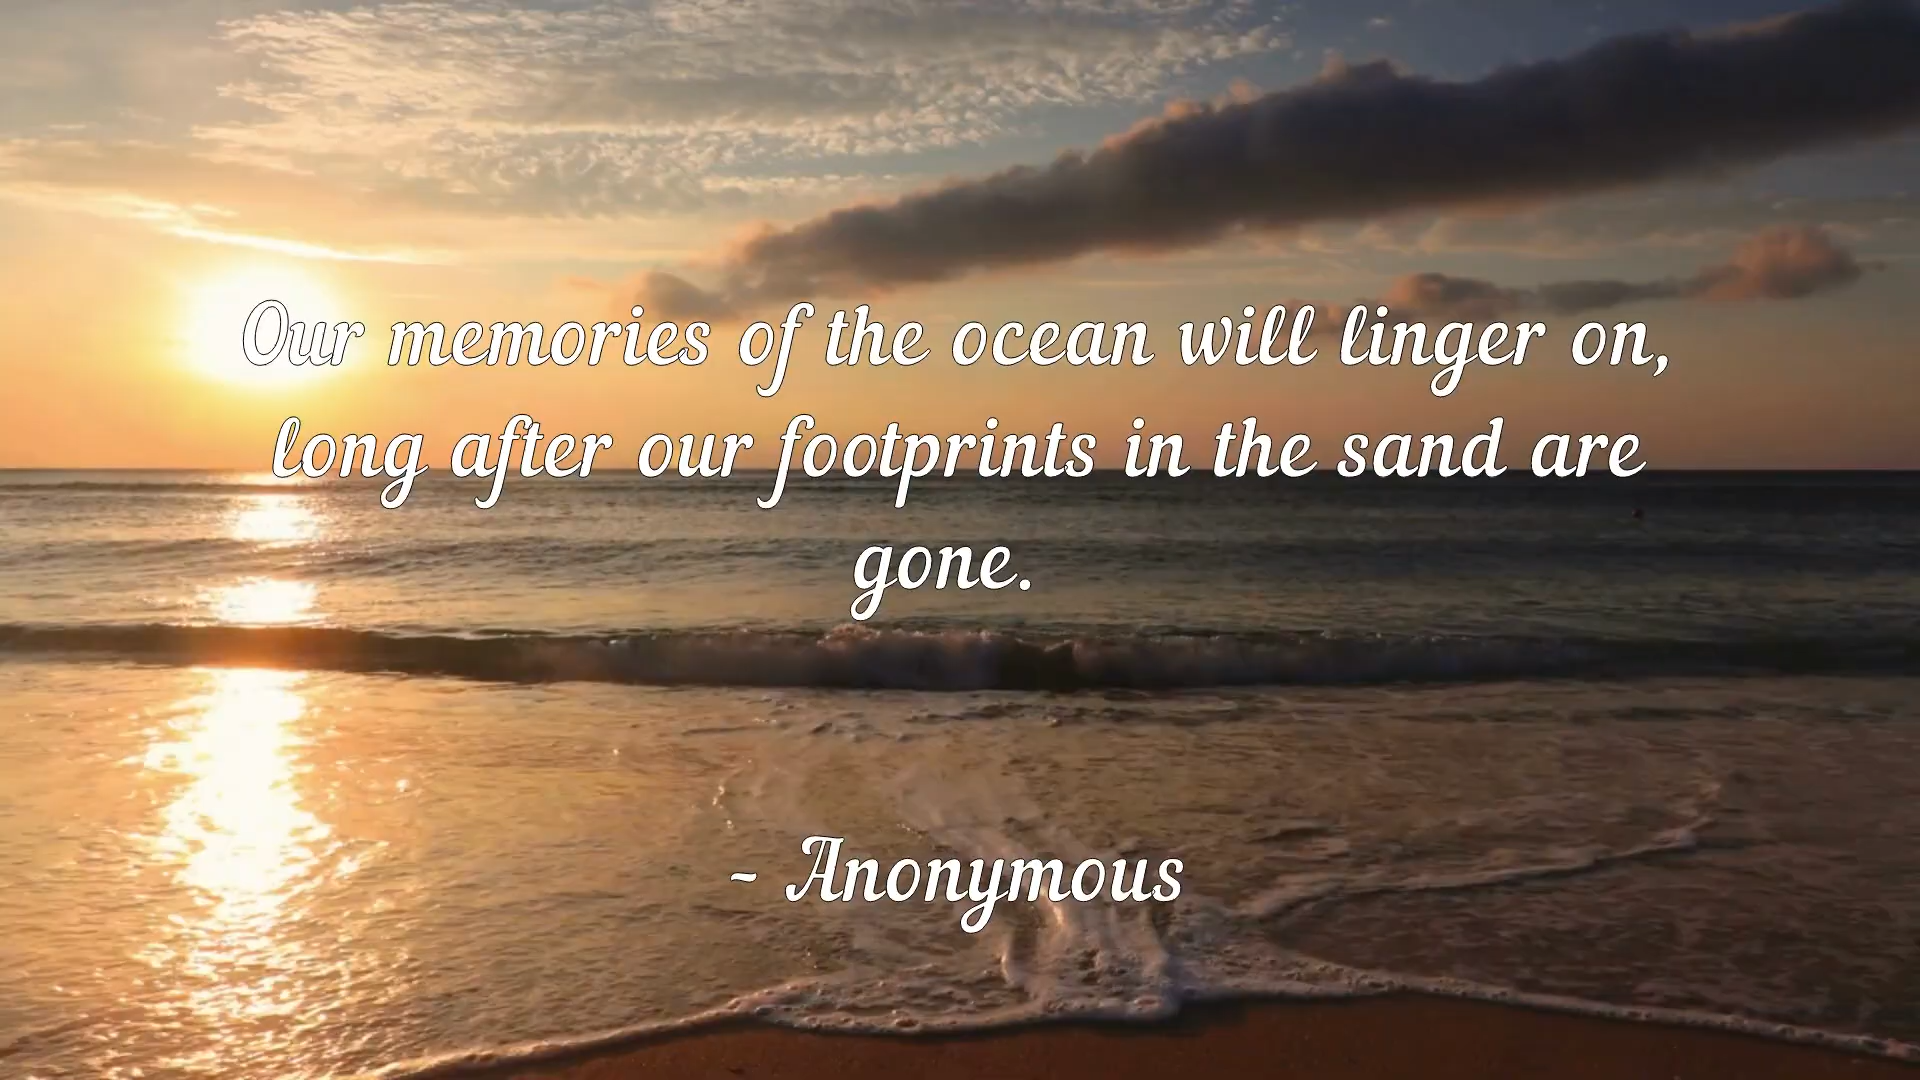 Our memories of the ocean will linger on,
long after our footprints in the sand are
gone.
~ Anonymous